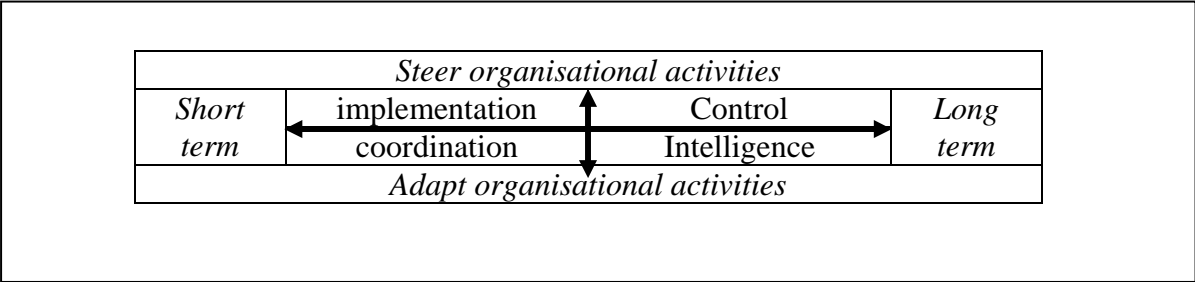 Steer organisational activities
Short term
implementation
Control
Long term
coordination
Intelligence
Adapt organisational activities